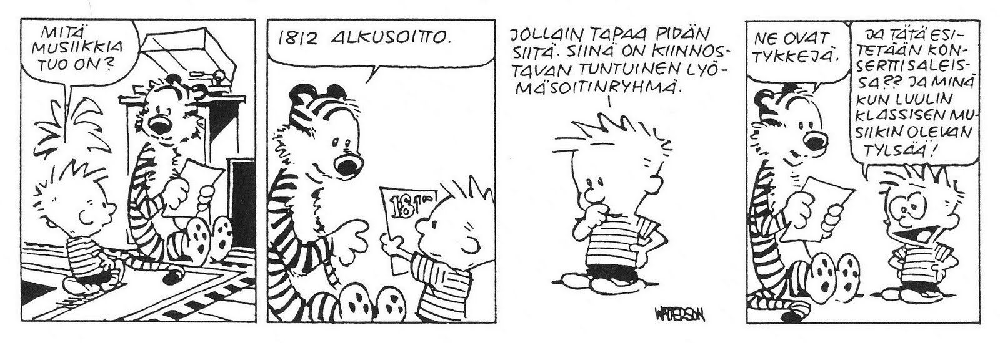 MITÄ
MUSIIKKIA
TUO ON?
1812 ALKUSOITTO.
181
JOLLAIN TAPAA PIDÄN
SIITÄ. SIINÄ ON KIINNOS-
TAVAN TUNTUINEN LYÖ-
MÄSOITINRYHMÄ.
WATTERSON
NE OVAT
TYKKEJÄ.
JA TÄTÄ ESI-
TETÄÄN KON-
SERTTISALEIS-
SA?? JA MINÄ
KUN LUULIN
KLASSISEN MU-
SIIKIN OLEVAN
TYLSÄÄ!